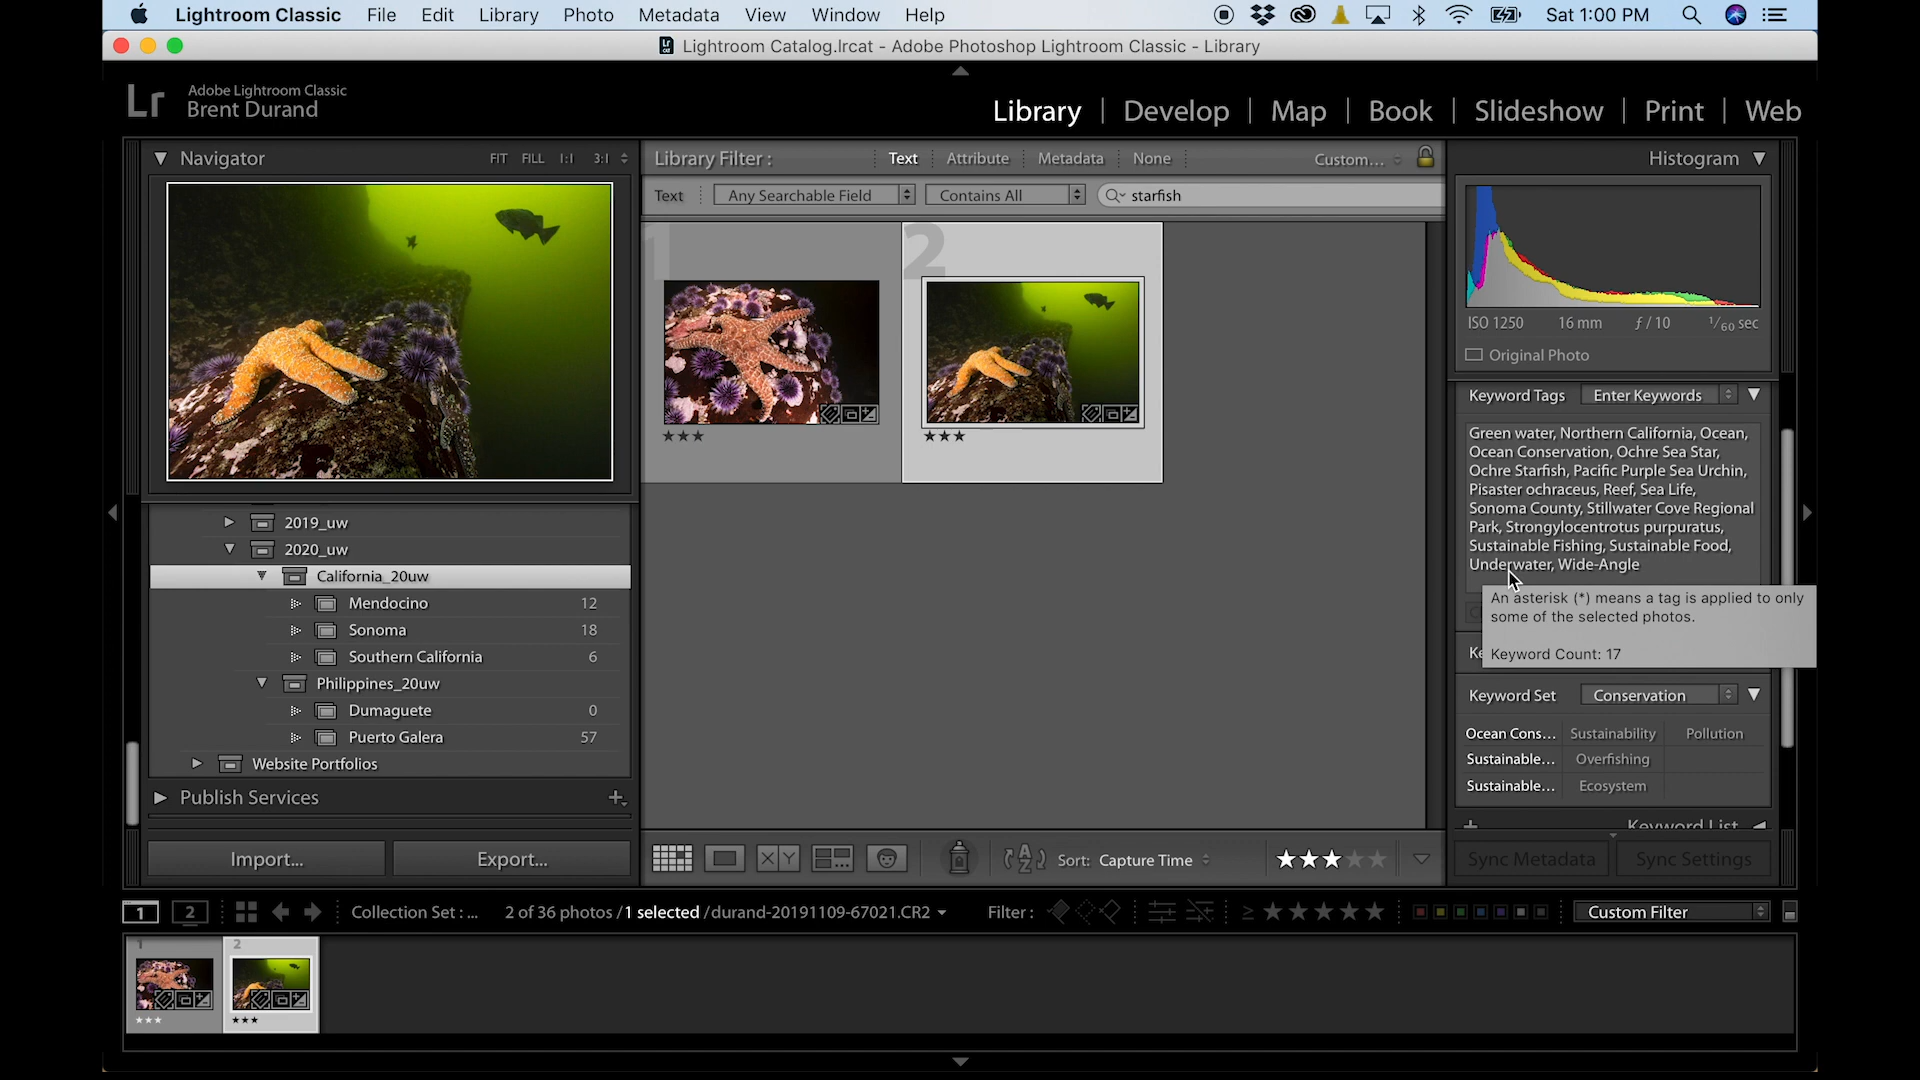 Lightroom Classic File Edit Library Photo Metadata View Window Help Sat 1:00 PM
Lightroom Catalog.lrcat - Adobe Photoshop Lightroom Classic - Library
Lr Adobe Lightroom Classic
Brent Durand
Library | Develop | Map | Book | Slideshow | Print | Web
Navigator FIT FILL 1:1 3:1
Library Filter : Text Attribute Metadata None Custom...
Histogram
Text Any Searchable Field Contains All starfish
1
2
ISO 1250 16 mm ƒ / 10 1/60 sec
Original Photo
Keyword Tags Enter Keywords
Green water, Northern California, Ocean,
Ocean Conservation, Ochre Sea Star,
Ochre Starfish, Pacific Purple Sea Urchin,
Pisaster ochraceus, Reef, Sea Life,
Sonoma County, Stillwater Cove Regional
Park, Strongylocentrotus purpuratus,
Sustainable Fishing, Sustainable Food,
Underwater, Wide-Angle
An asterisk (*) means a tag is applied to only
some of the selected photos.
Keyword Count: 17
Keyword Set Conservation
Ocean Cons... Sustainability Pollution
Sustainable... Overfishing
Sustainable... Ecosystem
Keyword List
Sync Metadata Sync Settings
2019_uw
2020_uw
California_20uw
Mendocino 12
Sonoma 18
Southern California 6
Philippines_20uw
Dumaguete 0
Puerto Galera 57
Website Portfolios
Publish Services
Import... Export...
X Y
Sort: Capture Time
1 2 Collection Set : ... 2 of 36 photos / 1 selected / durand-20191109-67021.CR2 Filter : Custom Filter
1
2